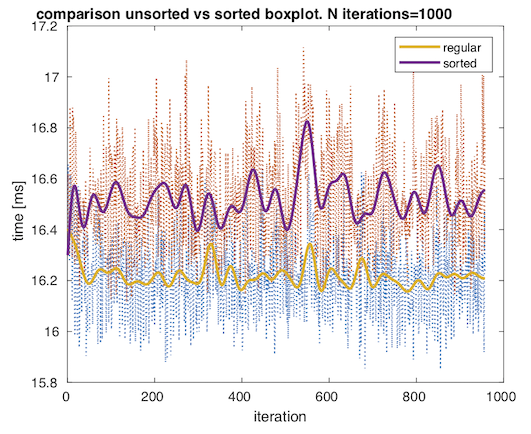 comparison unsorted vs sorted boxplot. N iterations=1000
17.2
17
16.8
16.6
16.4
16.2
16
15.8
time [ms]
regular
sorted
0
200
400
600
800
1000
iteration